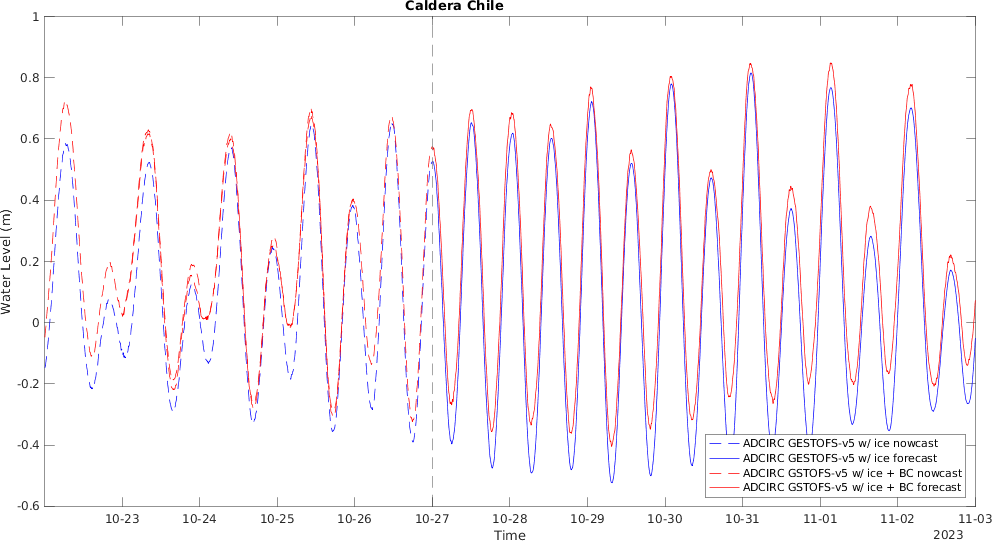 Caldera Chile
Water Level (m)
1
0.8
0.6
0.4
0.2
0
-0.2
-0.4
-0.6
ADCIRC GESTOFS-v5 w/ ice nowcast
ADCIRC GESTOFS-v5 w/ ice forecast
ADCIRC GSTOFS-v5 w/ ice + BC nowcast
ADCIRC GSTOFS-v5 w/ ice + BC forecast
10-23 10-24 10-25 10-26 10-27 10-28 10-29 10-30 10-31 11-01 11-02 11-03
Time
2023